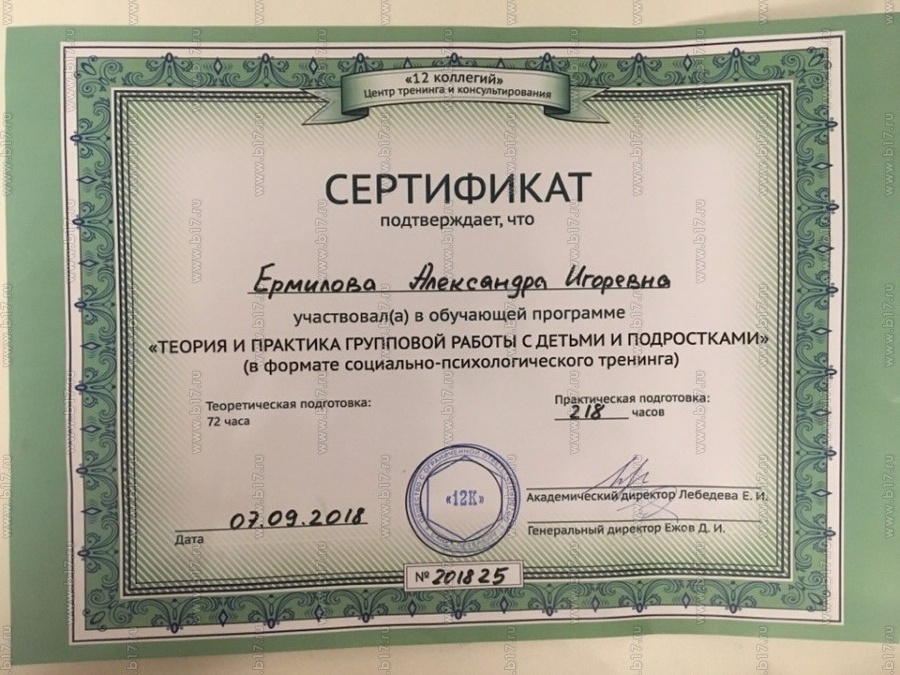 «12 коллегий»
Центр тренинга и консультирования
СЕРТИФИКАТ
подтверждает, что
Ермилова Александра Игоревна
участвовал(а) в обучающей программе
«ТЕОРИЯ И ПРАКТИКА ГРУППОВОЙ РАБОТЫ С ДЕТЬМИ И ПОДРОСТКАМИ»
(в формате социально-психологического тренинга)
Теоретическая подготовка:
72 часа
Практическая подготовка:
218 часов
«12К»
Академический директор Лебедева Е. И.
07.09.2018
Дата
Генеральный директор Ежов Д. И.
№ 201825
www.b17.ru